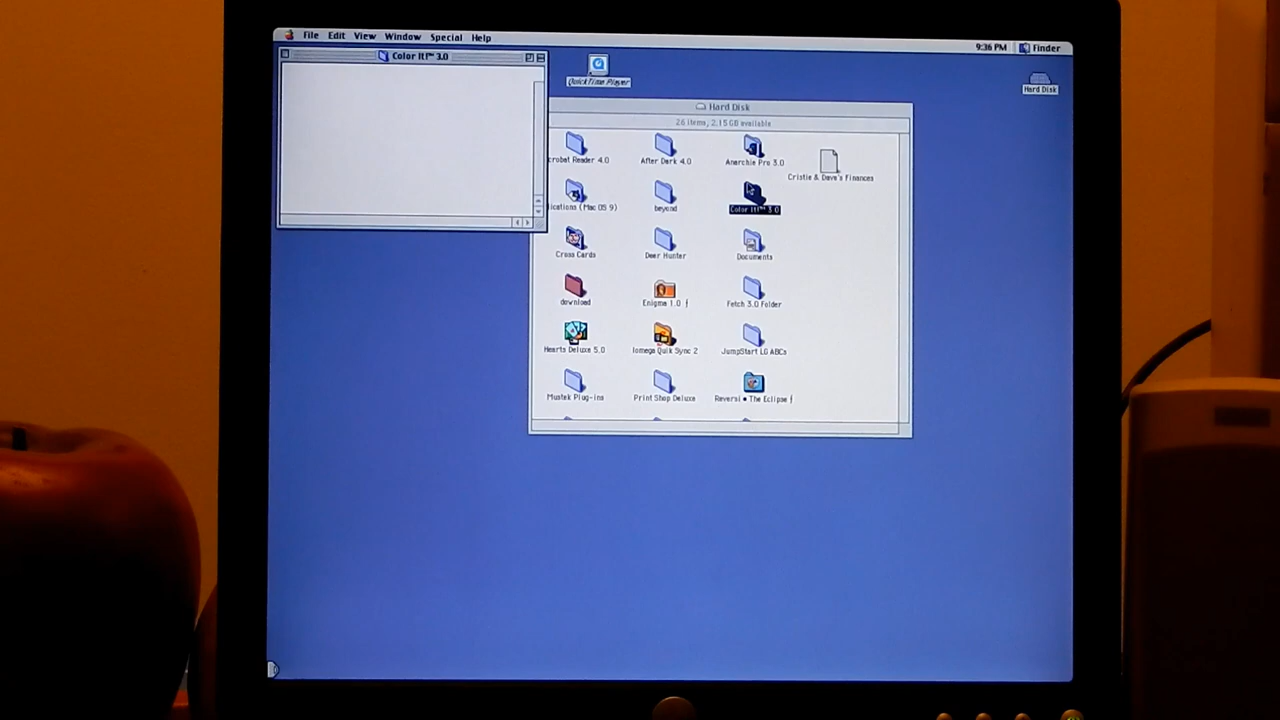 File Edit View Window Special Help
9:36 PM Finder
Color It!™ 3.0
QuickTime Player
Hard Disk
Hard Disk
26 items, 2.15 GB available
crobat Reader 4.0 After Dark 4.0 Anarchie Pro 3.0
Cristie & Dave's Finances
lications (Mac OS 9) beyond Color It!™ 3.0
Cross Cards Deer Hunter Documents
download Enigma 1.0 ƒ Fetch 3.0 Folder
Hearts Deluxe 5.0 Iomega Quik Sync 2 JumpStart LG ABCs
Mustek Plug-ins Print Shop Deluxe Reversi • The Eclipse ƒ